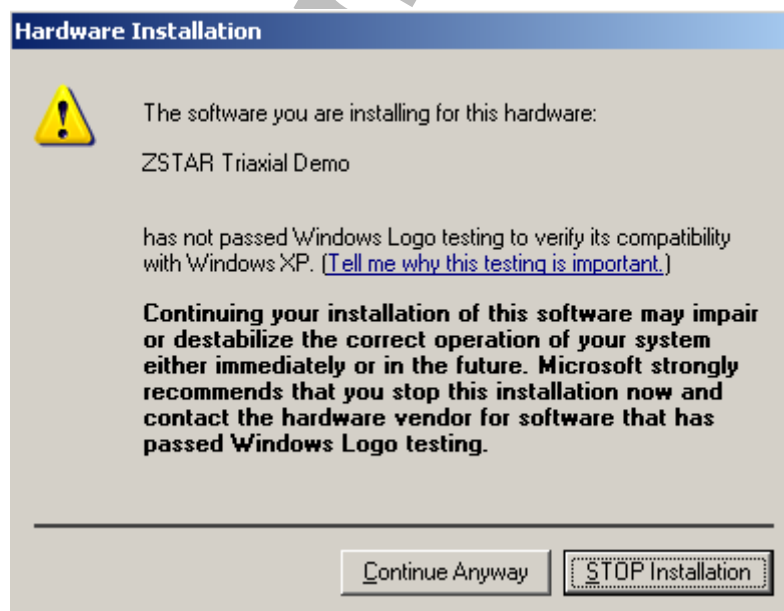 Hardware Installation
The software you are installing for this hardware:
ZSTAR Triaxial Demo
has not passed Windows Logo testing to verify its compatibility
with Windows XP. (Tell me why this testing is important.)
Continuing your installation of this software may impair
or destabilize the correct operation of your system
either immediately or in the future. Microsoft strongly
recommends that you stop this installation now and
contact the hardware vendor for software that has
passed Windows Logo testing.
Continue Anyway STOP Installation